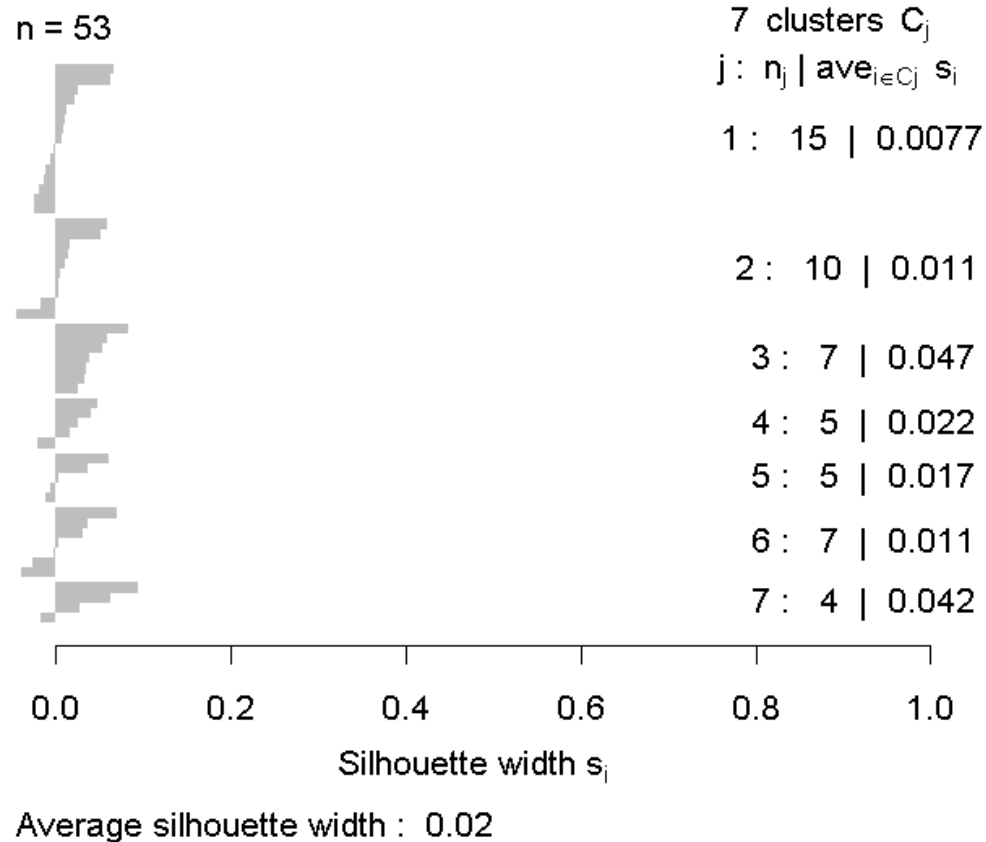 n = 53
7 clusters Cj
j : nj | avei∈Cj si
1 : 15 | 0.0077
2 : 10 | 0.011
3 : 7 | 0.047
4 : 5 | 0.022
5 : 5 | 0.017
6 : 7 | 0.011
7 : 4 | 0.042
0.0 0.2 0.4 0.6 0.8 1.0
Silhouette width si
Average silhouette width : 0.02